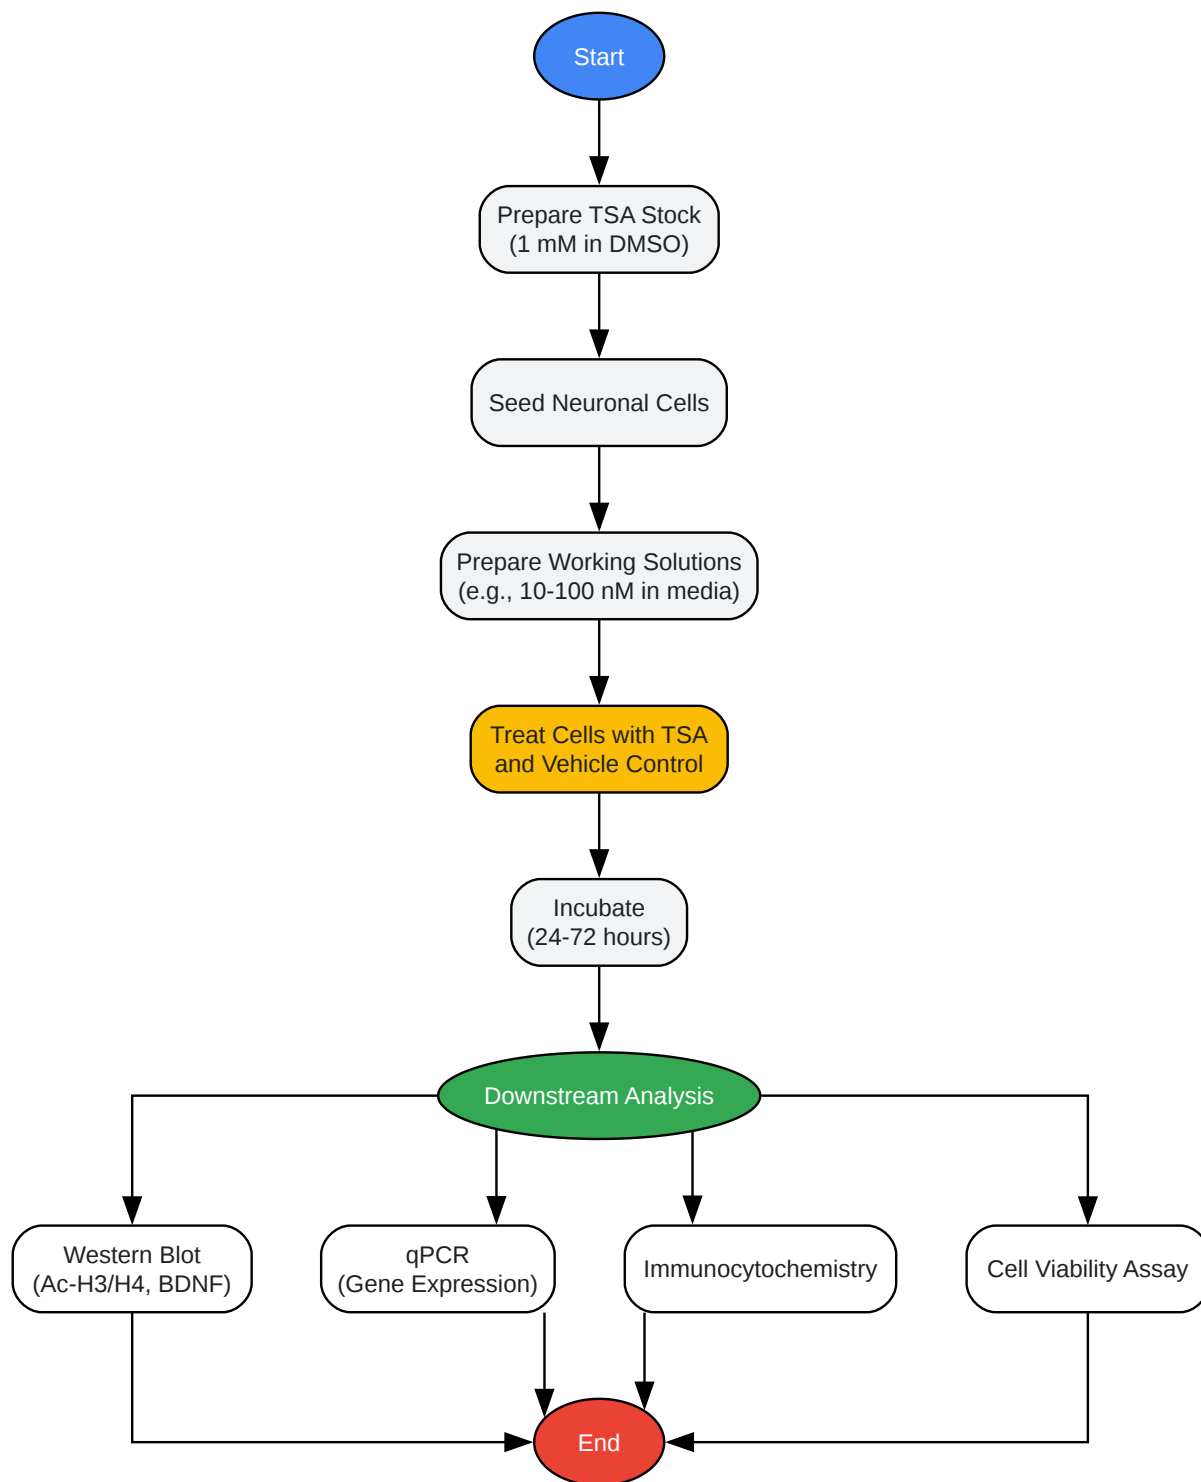 Start
Prepare TSA Stock
(1 mM in DMSO)
Seed Neuronal Cells
Prepare Working Solutions
(e.g., 10-100 nM in media)
Treat Cells with TSA
and Vehicle Control
Incubate
(24-72 hours)
Downstream Analysis
Western Blot
(Ac-H3/H4, BDNF)
qPCR
(Gene Expression)
Immunocytochemistry
Cell Viability Assay
End